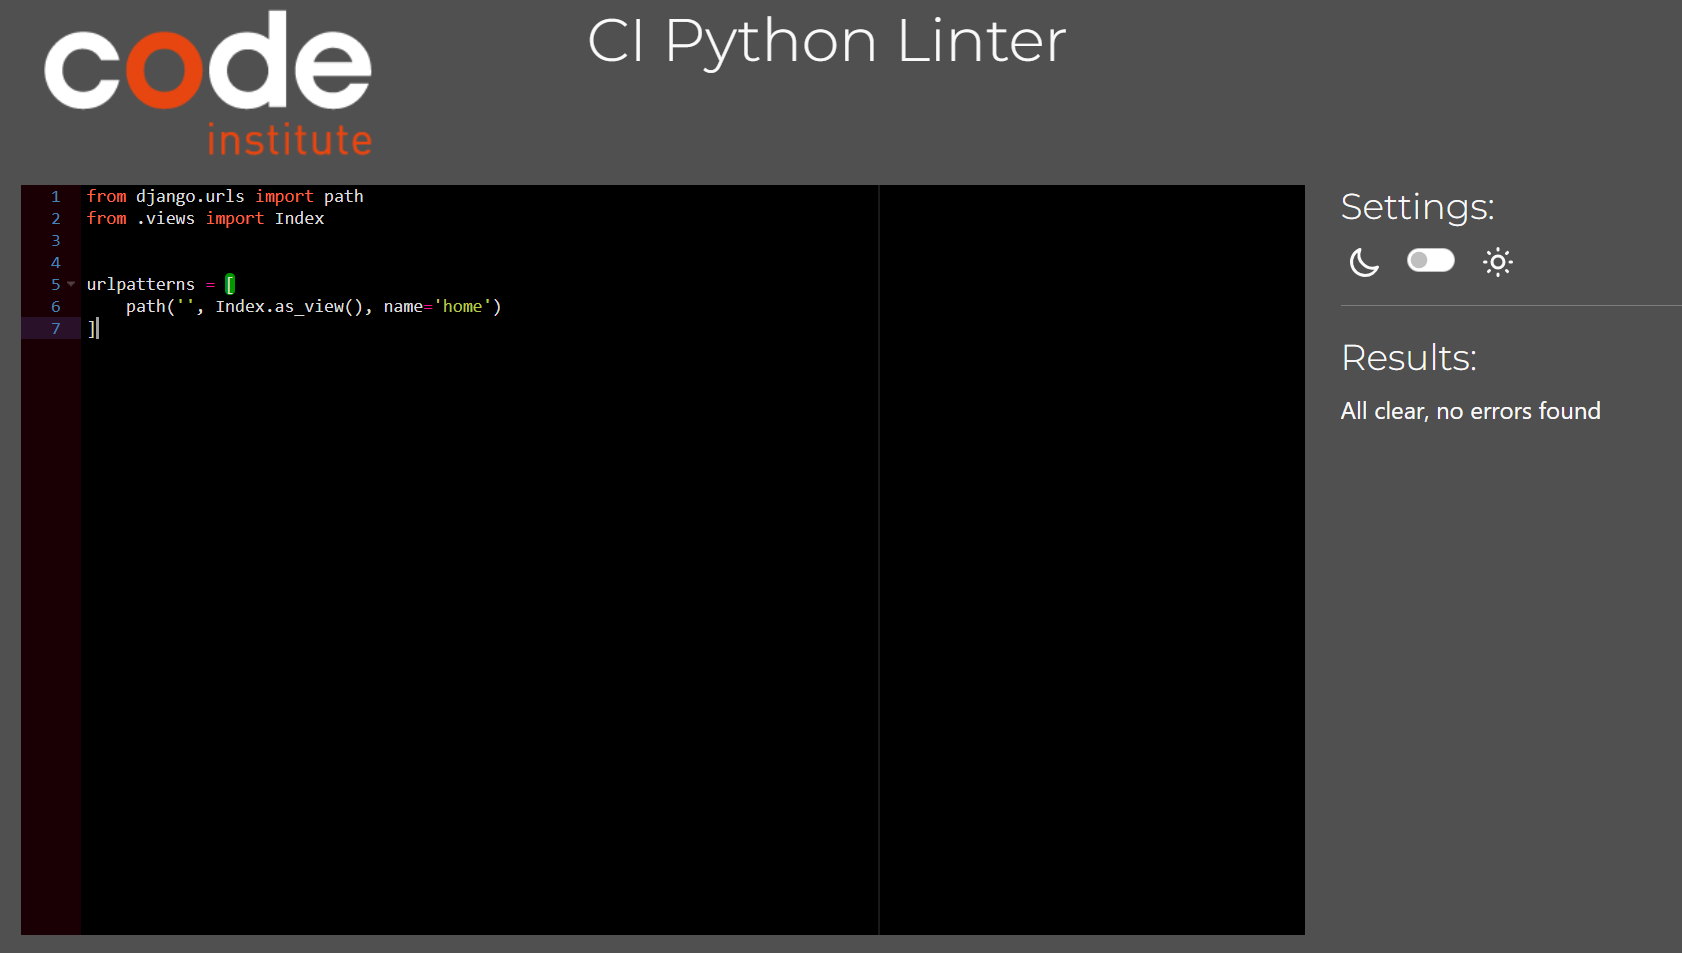 code
institute
CI Python Linter
1 from django.urls import path
2 from .views import Index
3
4
5 urlpatterns = [
6     path('', Index.as_view(), name='home')
7 ]
Settings:
Results:
All clear, no errors found